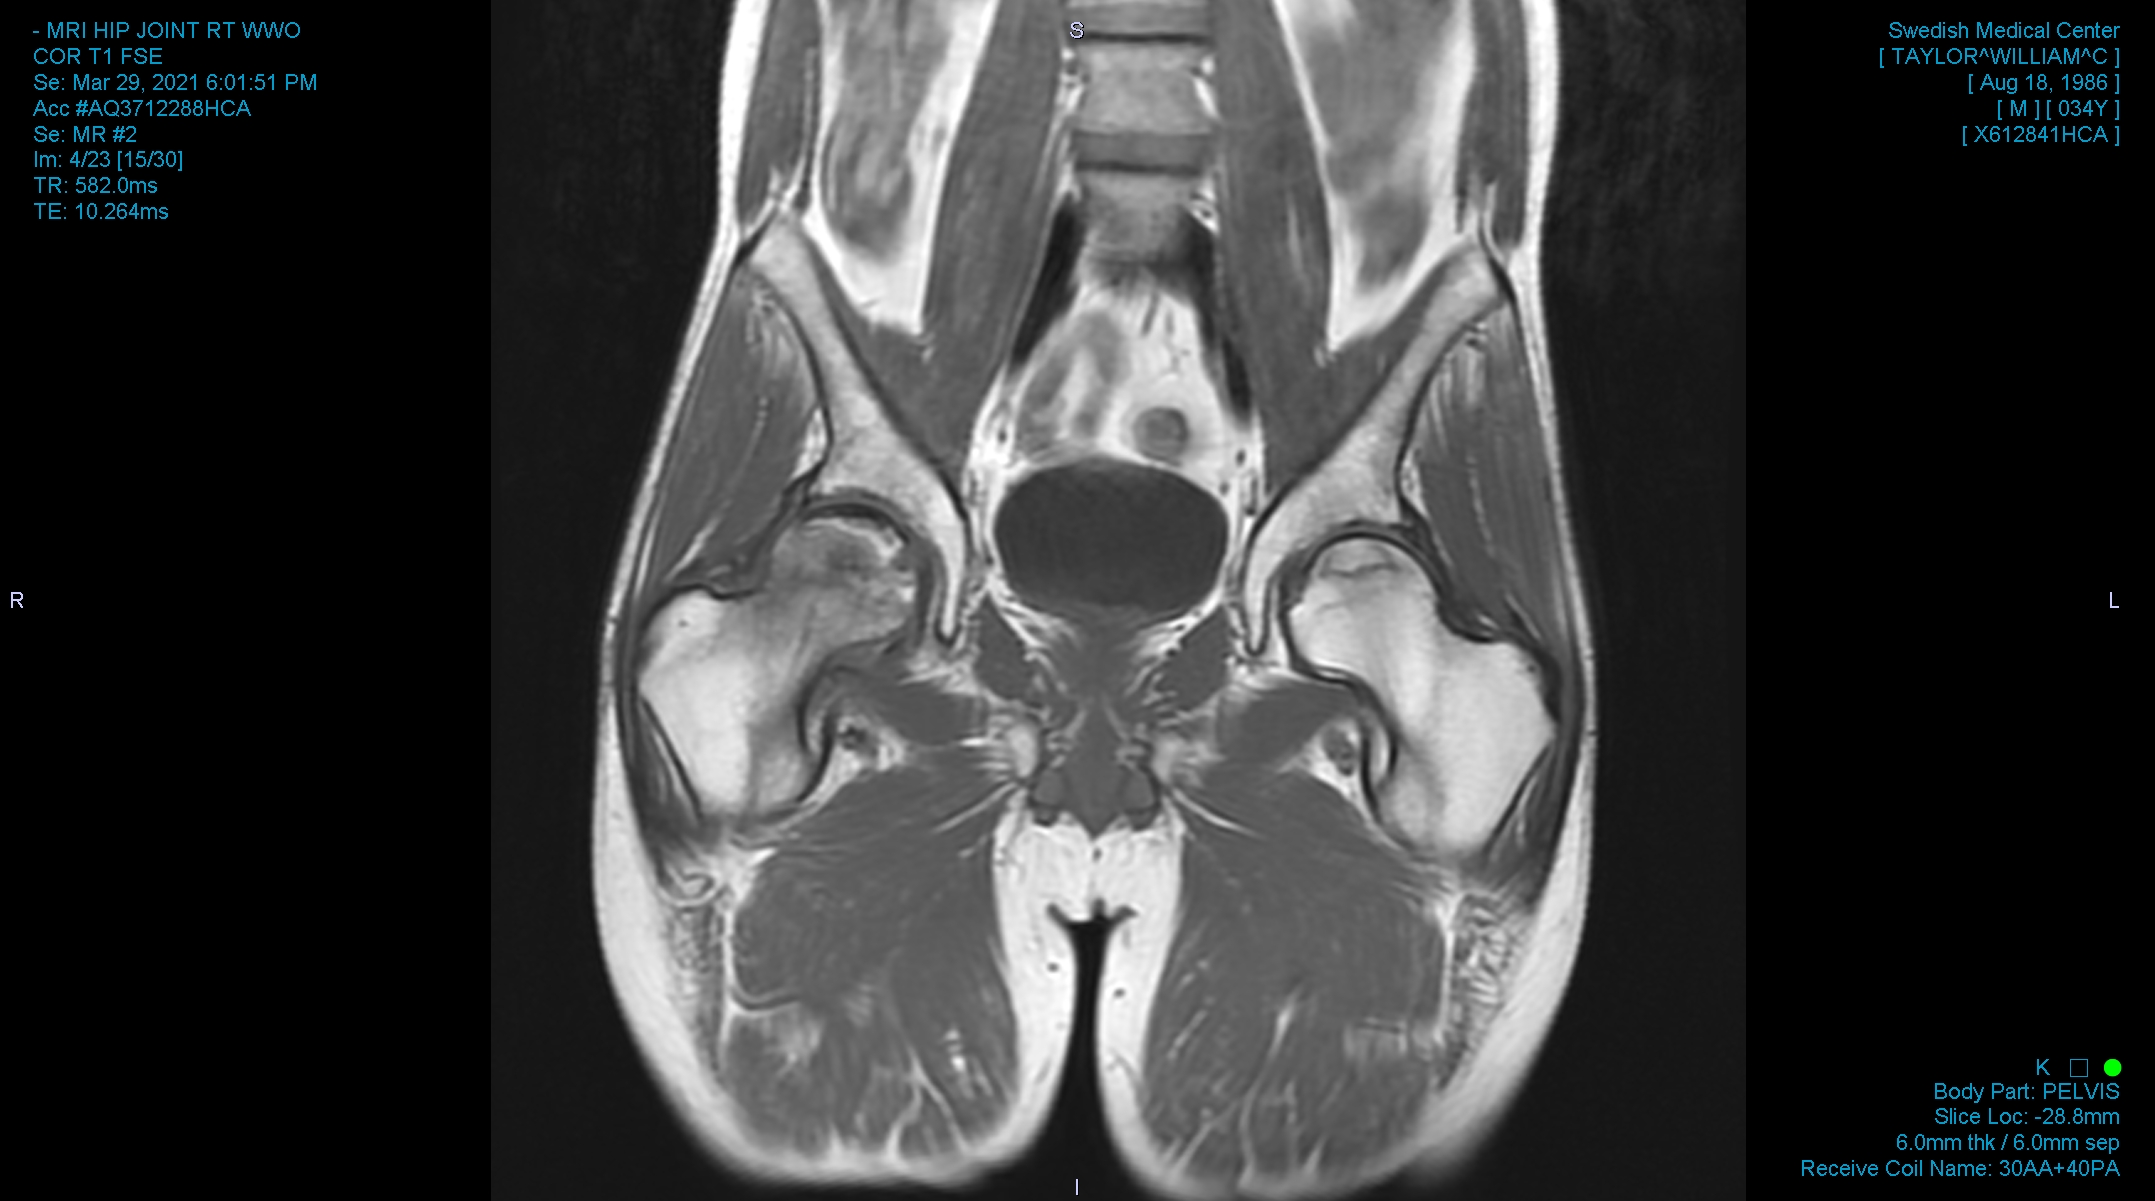 - MRI HIP JOINT RT WWO
COR T1 FSE
Se: Mar 29, 2021 6:01:51 PM
Acc #AQ3712288HCA
Se: MR #2
Im: 4/23 [15/30]
TR: 582.0ms
TE: 10.264ms
Swedish Medical Center
[ TAYLOR^WILLIAM^C ]
[ Aug 18, 1986 ]
[ M ] [ 034Y ]
[ X612841HCA ]
S
R
L
I
K
Body Part: PELVIS
Slice Loc: -28.8mm
6.0mm thk / 6.0mm sep
Receive Coil Name: 30AA+40PA